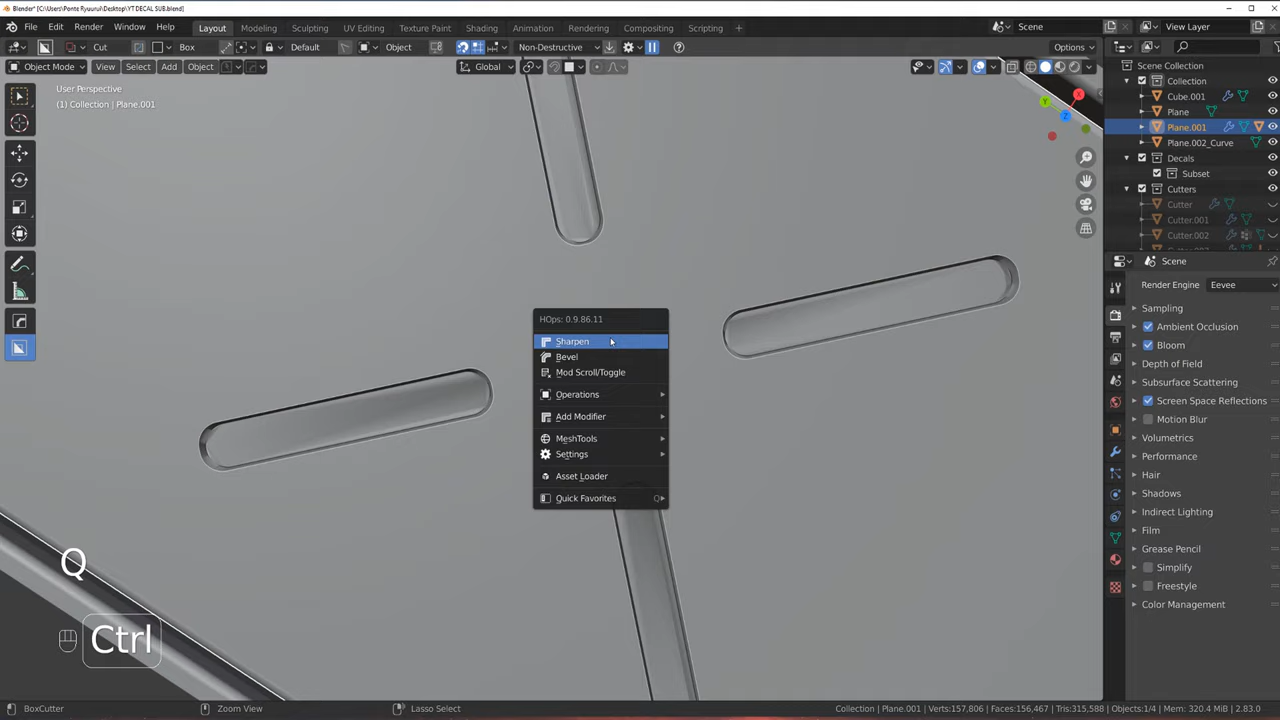 Blender* [C:\Users\Ponte Ryuurui\Desktop\YT DECAL SUB.blend]
File Edit Render Window Help Layout Modeling Sculpting UV Editing Texture Paint Shading Animation Rendering Compositing Scripting Scene View Layer
Cut Box Default Object Non-Destructive Options
Object Mode View Select Add Object Global
User Perspective
(1) Collection | Plane.001
Scene Collection
Collection
Cube.001
Plane
Plane.001
Plane.002_Curve
Decals
Subset
Cutters
Cutter
Cutter.001
Cutter.002
Scene
Render Engine Eevee
Sampling
Ambient Occlusion
Bloom
Depth of Field
Subsurface Scattering
Screen Space Reflections
Motion Blur
Volumetrics
Performance
Hair
Shadows
Indirect Lighting
Film
Grease Pencil
Simplify
Freestyle
Color Management
X
Y
Z
HOps: 0.9.86.11
Sharpen
Bevel
Mod Scroll/Toggle
Operations
Add Modifier
MeshTools
Settings
Asset Loader
Quick Favorites Q
Q
Ctrl
BoxCutter Zoom View Lasso Select Collection | Plane.001 | Verts:157,806 | Faces:156,467 | Tris:315,588 | Objects:1/4 | Mem: 320.4 MiB | 2.83.0